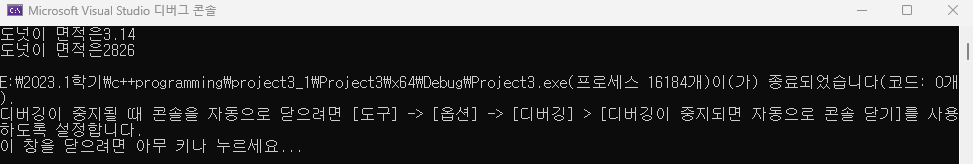 Microsoft Visual Studio 디버그 콘솔
도넛이 면적은3.14
도넛이 면적은2826
E:\2023.1학기\c++programming\project3_1\Project3\x64\Debug\Project3.exe(프로세스 16184개)이(가) 종료되었습니다(코드: 0개
).
디버깅이 중지될 때 콘솔을 자동으로 닫으려면 [도구] -> [옵션] -> [디버깅] > [디버깅이 중지되면 자동으로 콘솔 닫기]를 사용
하도록 설정합니다.
이 창을 닫으려면 아무 키나 누르세요...